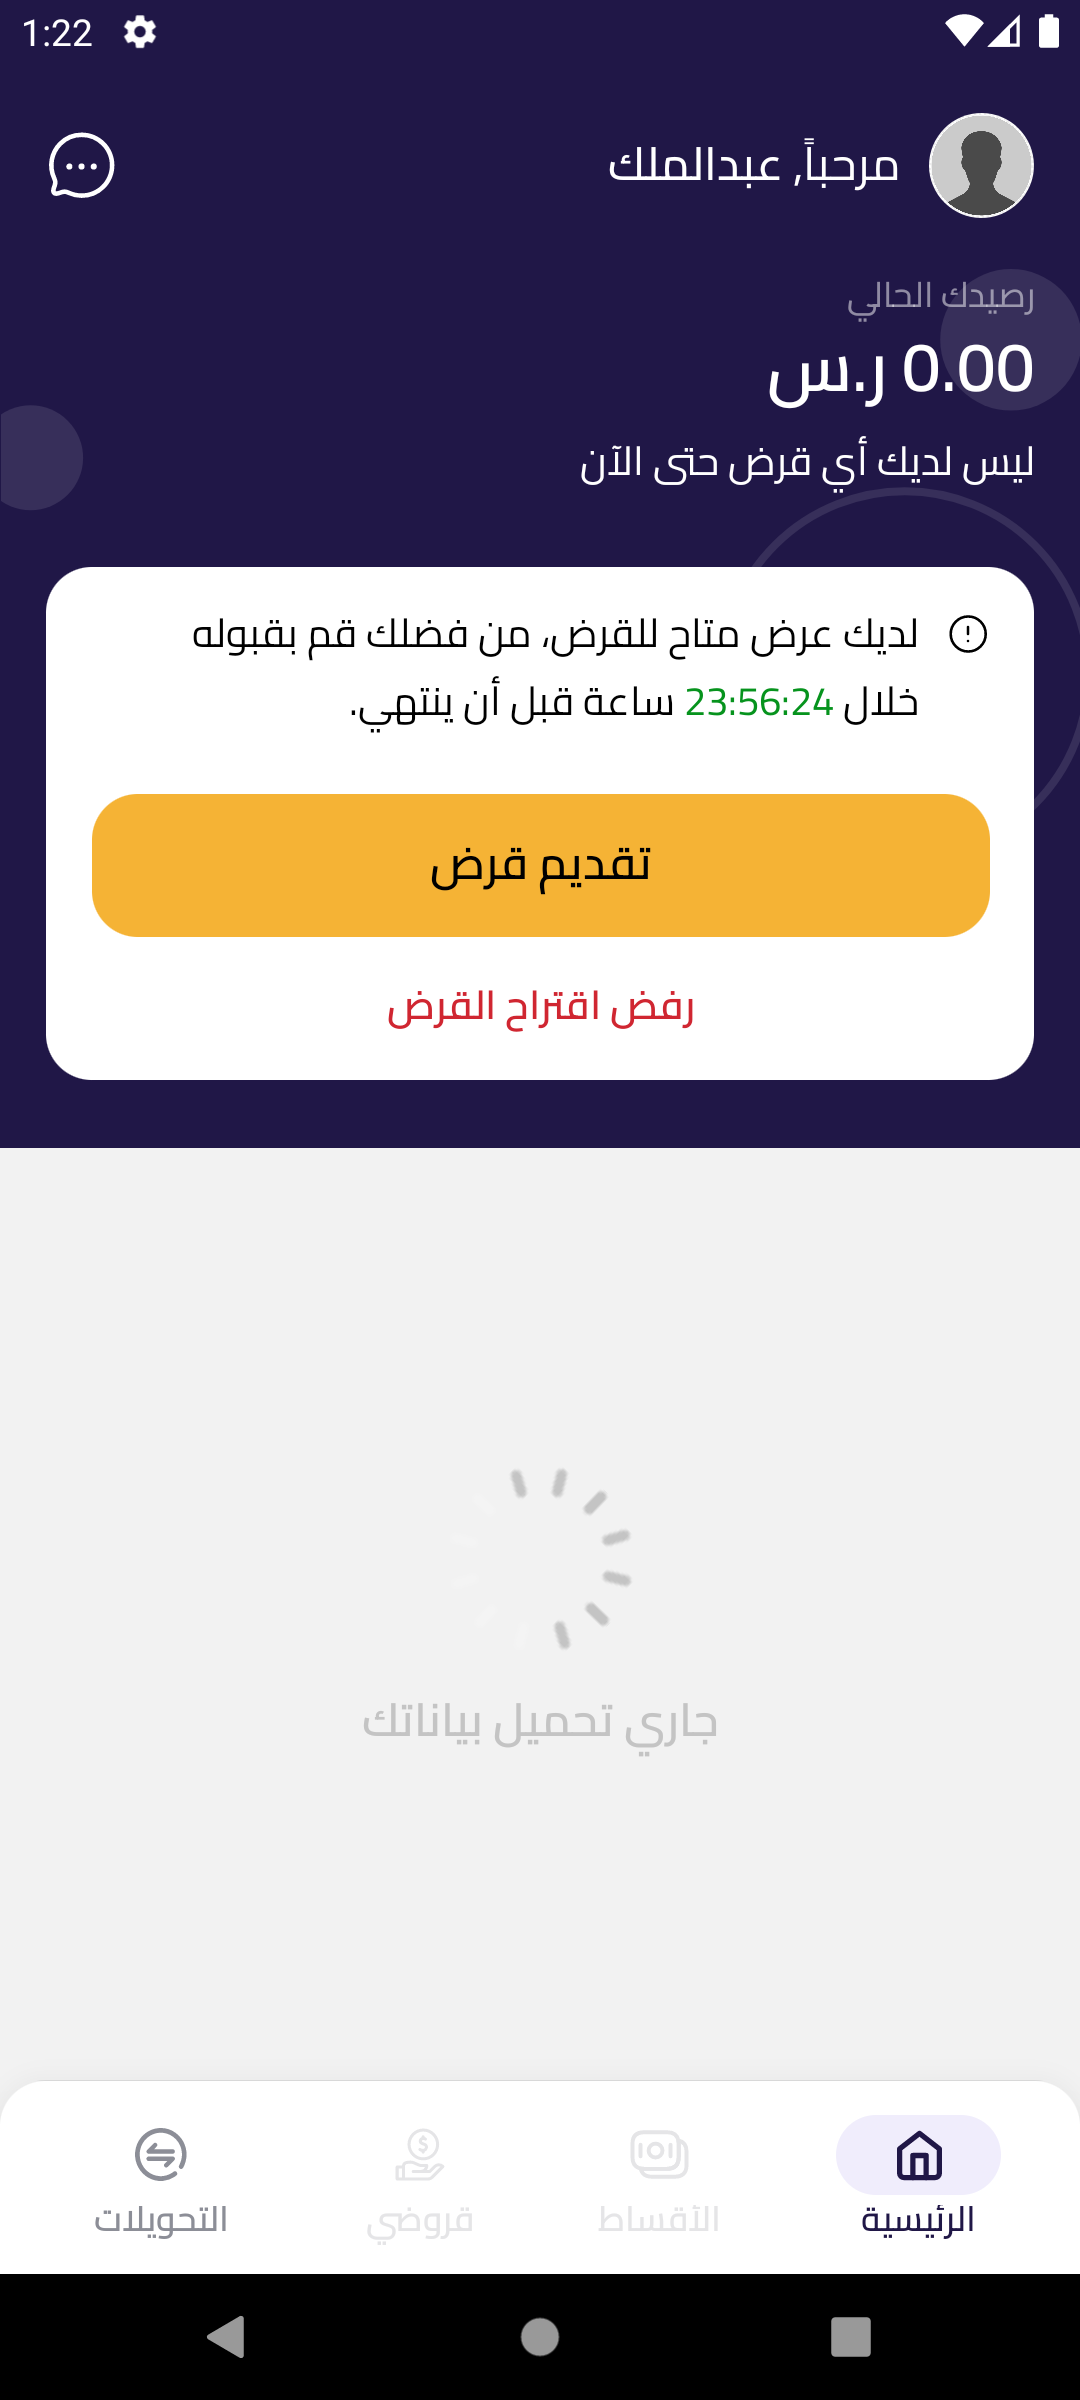 1:22
مرحباً, عبدالملك
رصيدك الحالي
0.00 ر.س
ليس لديك أي قرض حتى الآن
لديك عرض متاح للقرض، من فضلك قم بقبوله
خلال 23:56:24 ساعة قبل أن ينتهي.
تقديم قرض
رفض اقتراح القرض
جاري تحميل بياناتك
الرئيسية
الأقساط
قروضي
التحويلات